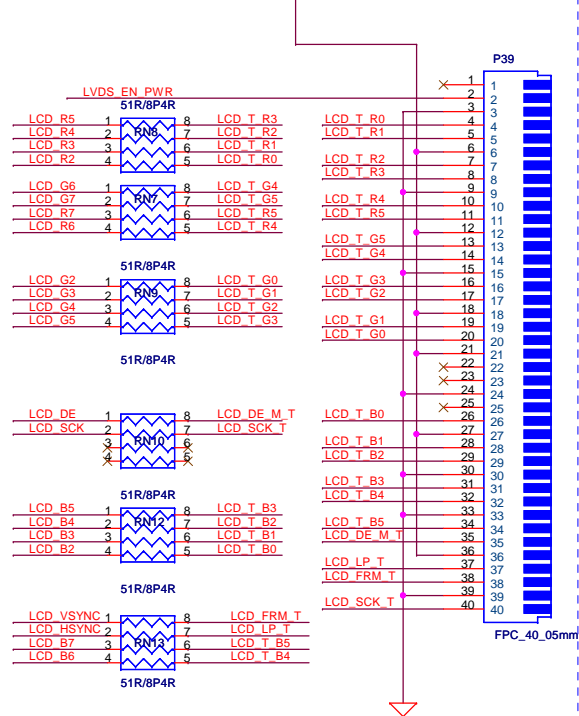 P39
LVDS_EN_PWR
51R/8P4R
LCD_R5 1 8 LCD_T_R3
LCD_R4 2 RN8 7 LCD_T_R2
LCD_R3 3 6 LCD_T_R1
LCD_R2 4 5 LCD_T_R0
LCD_G6 1 8 LCD_T_G4
LCD_G7 2 RN7 7 LCD_T_G5
LCD_R7 3 6 LCD_T_R5
LCD_R6 4 5 LCD_T_R4
51R/8P4R
LCD_G2 1 8 LCD_T_G0
LCD_G3 2 RN9 7 LCD_T_G1
LCD_G4 3 6 LCD_T_G2
LCD_G5 4 5 LCD_T_G3
51R/8P4R
LCD_DE 1 8 LCD_DE_M_T
LCD_SCK 2 7 LCD_SCK_T
3 RN10 6
4 5
51R/8P4R
LCD_B5 1 8 LCD_T_B3
LCD_B4 2 RN12 7 LCD_T_B2
LCD_B3 3 6 LCD_T_B1
LCD_B2 4 5 LCD_T_B0
51R/8P4R
LCD_VSYNC 1 8 LCD_FRM_T
LCD_HSYNC 2 7 LCD_LP_T
LCD_B7 3 RN13 6 LCD_T_B5
LCD_B6 4 5 LCD_T_B4
51R/8P4R
1 1
2 2
3 3
LCD_T_R0 4 4
LCD_T_R1 5 5
6 6
LCD_T_R2 7 7
LCD_T_R3 8 8
9 9
LCD_T_R4 10 10
LCD_T_R5 11 11
12 12
LCD_T_G5 13 13
LCD_T_G4 14 14
15 15
LCD_T_G3 16 16
LCD_T_G2 17 17
18 18
LCD_T_G1 19 19
LCD_T_G0 20 20
21 21
22 22
23 23
24 24
25 25
LCD_T_B0 26 26
27 27
LCD_T_B1 28 28
LCD_T_B2 29 29
30 30
LCD_T_B3 31 31
LCD_T_B4 32 32
33 33
LCD_T_B5 34 34
LCD_DE_M_T 35 35
36 36
LCD_LP_T 37 37
LCD_FRM_T 38 38
39 39
LCD_SCK_T 40 40
FPC_40_05mm